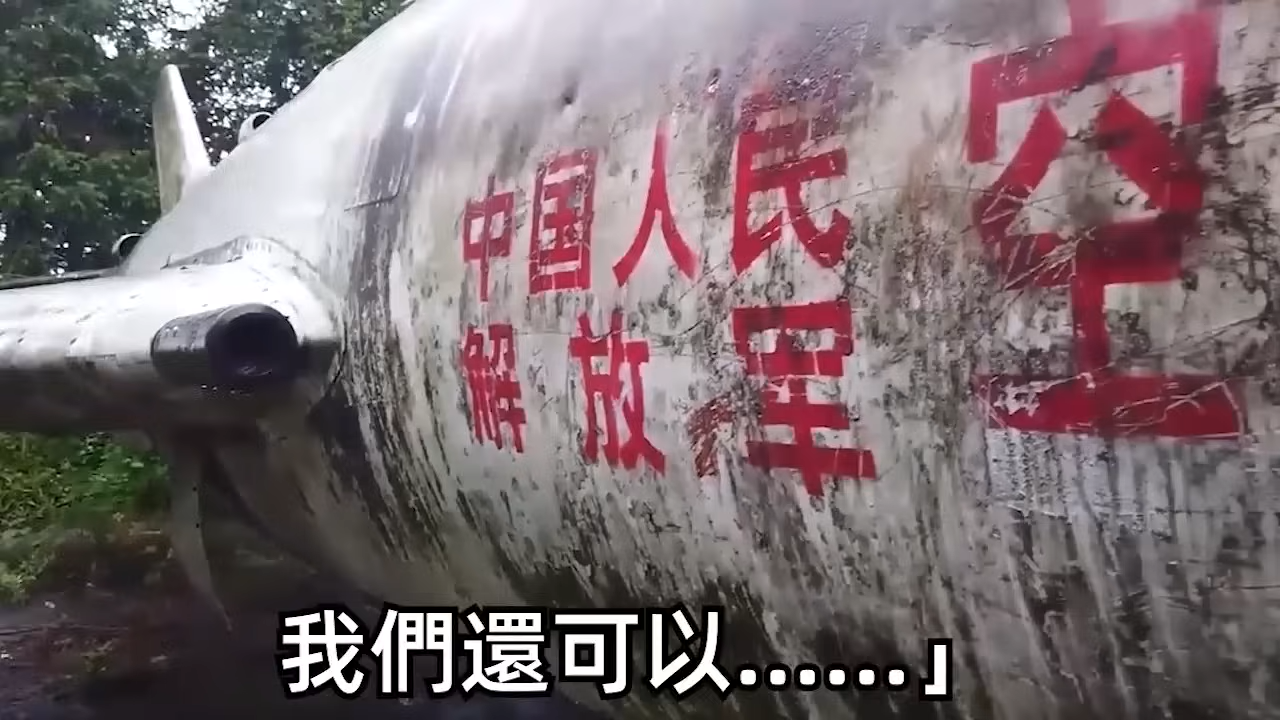 中国人民
解放军
空
我們還可以......」